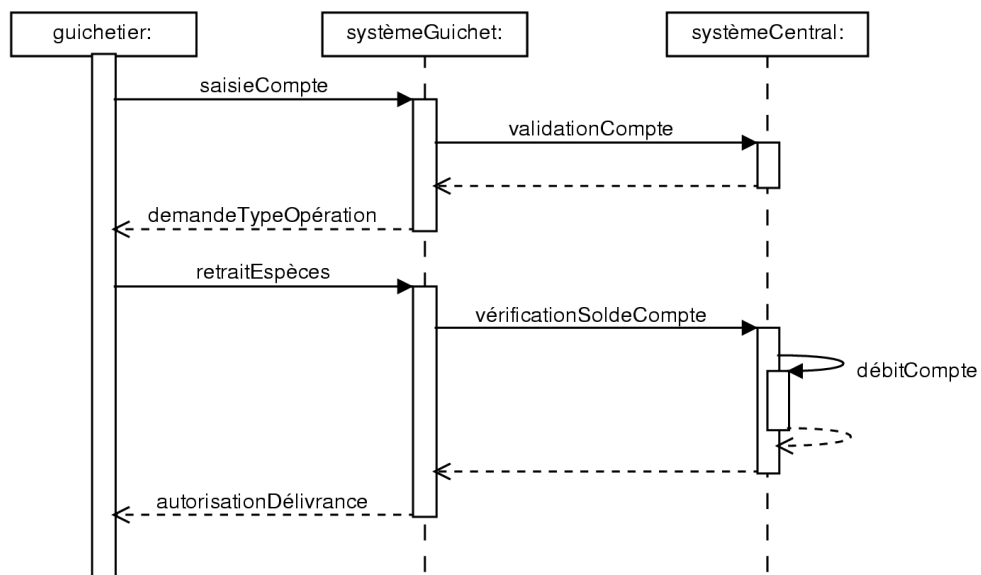 guichetier:
systèmeGuichet:
systèmeCentral:
saisieCompte
validationCompte
demandeTypeOpération
retraitEspèces
vérificationSoldeCompte
débitCompte
autorisationDélivrance